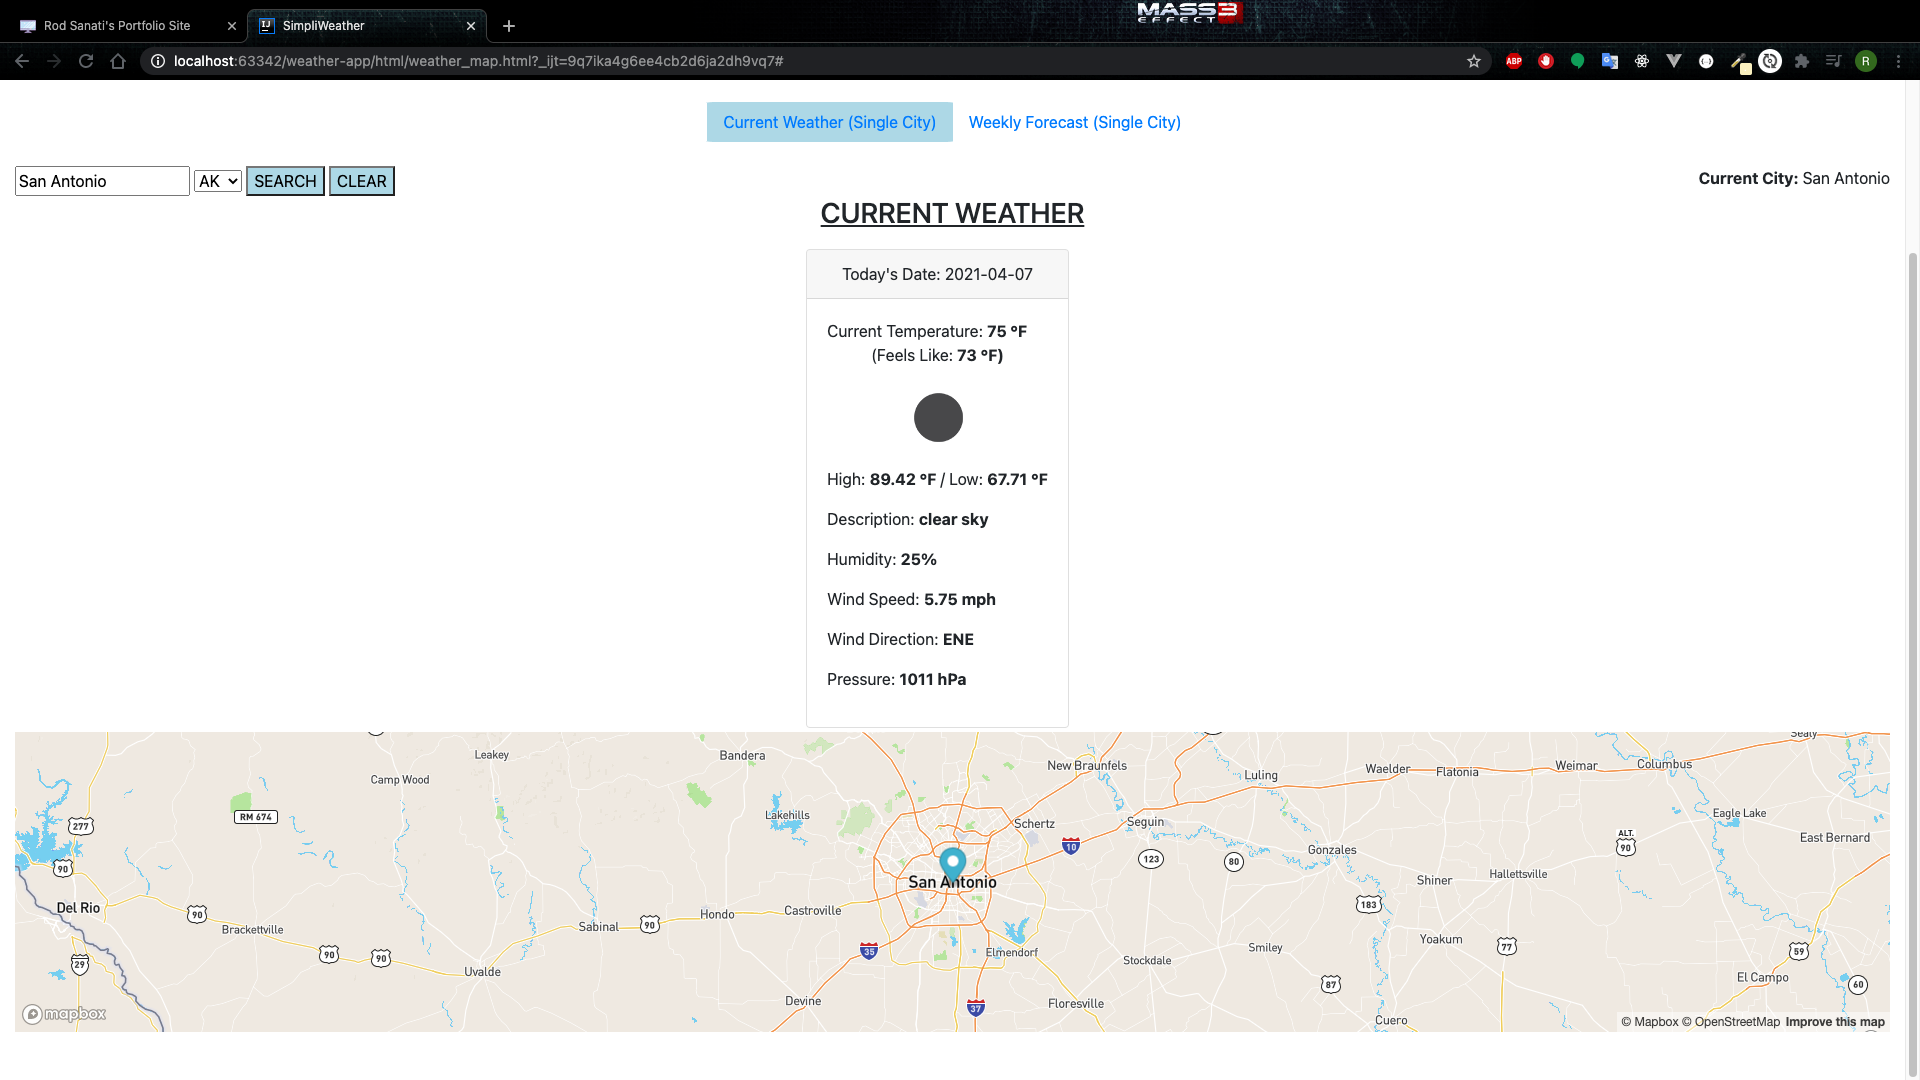 MASS 3
EFFECT
Rod Sanati's Portfolio Site
SimpliWeather
localhost:63342/weather-app/html/weather_map.html?_ijt=9q7ika4g6ee4cb2d6ja2dh9vq7#
ABP
R
Current Weather (Single City) Weekly Forecast (Single City)
San Antonio AK SEARCH CLEAR
Current City: San Antonio
CURRENT WEATHER
Today's Date: 2021-04-07
Current Temperature: 75 ºF
(Feels Like: 73 ºF)
High: 89.42 ºF / Low: 67.71 ºF
Description: clear sky
Humidity: 25%
Wind Speed: 5.75 mph
Wind Direction: ENE
Pressure: 1011 hPa
Sealy
Leakey
Bandera
Camp Wood
New Braunfels
Luling
Waelder
Flatonia
Weimar
Columbus
RM 674
Lakehills
Schertz
Seguin
Eagle Lake
East Bernard
277
90
10
123
80
Gonzales
ALT.
90
San Antonio
Shiner
Hallettsville
Del Rio
90
Brackettville
Sabinal
90
Hondo
Castroville
183
90
90
35
Elmendorf
Smiley
Yoakum
77
59
29
Uvalde
Stockdale
87
El Campo
60
Devine
37
Floresville
Cuero
mapbox
© Mapbox © OpenStreetMap Improve this map